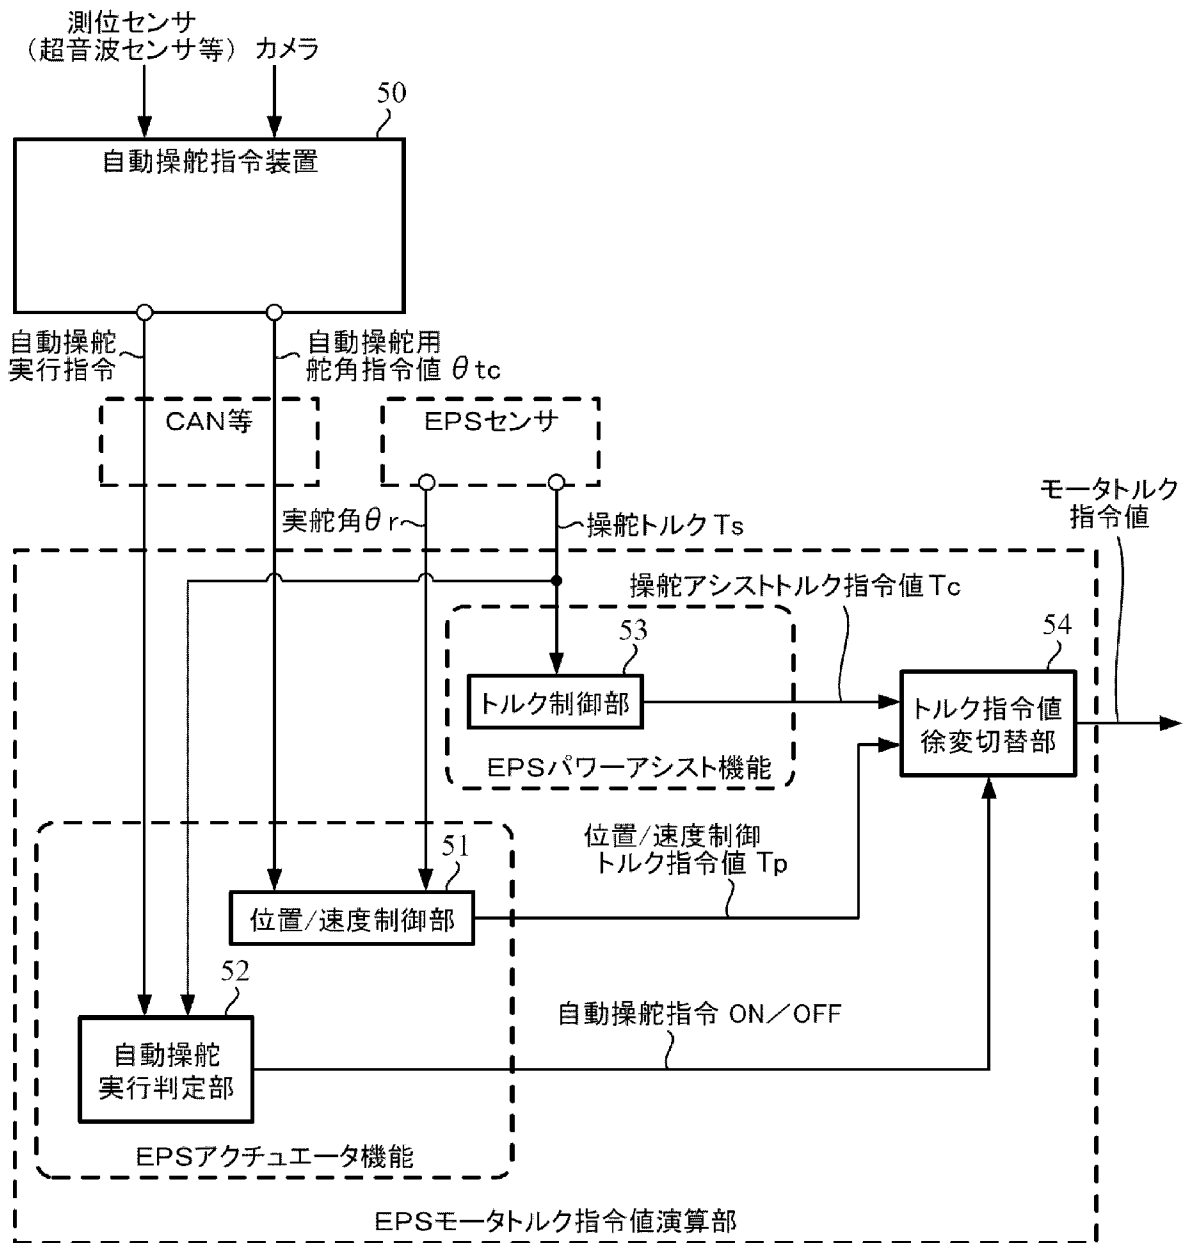 測位センサ
（超音波センサ等）
カメラ
50
自動操舵指令装置
自動操舵
実行指令
自動操舵用
舵角指令値 θtc
CAN等
EPSセンサ
実舵角θr
操舵トルクTs
モータトルク
指令値
操舵アシストトルク指令値Tc
53
54
トルク制御部
トルク指令値
徐変切替部
EPSパワーアシスト機能
位置/速度制御
トルク指令値 Tp
51
位置/速度制御部
52
自動操舵指令 ON／OFF
自動操舵
実行判定部
EPSアクチュエータ機能
EPSモータトルク指令値演算部